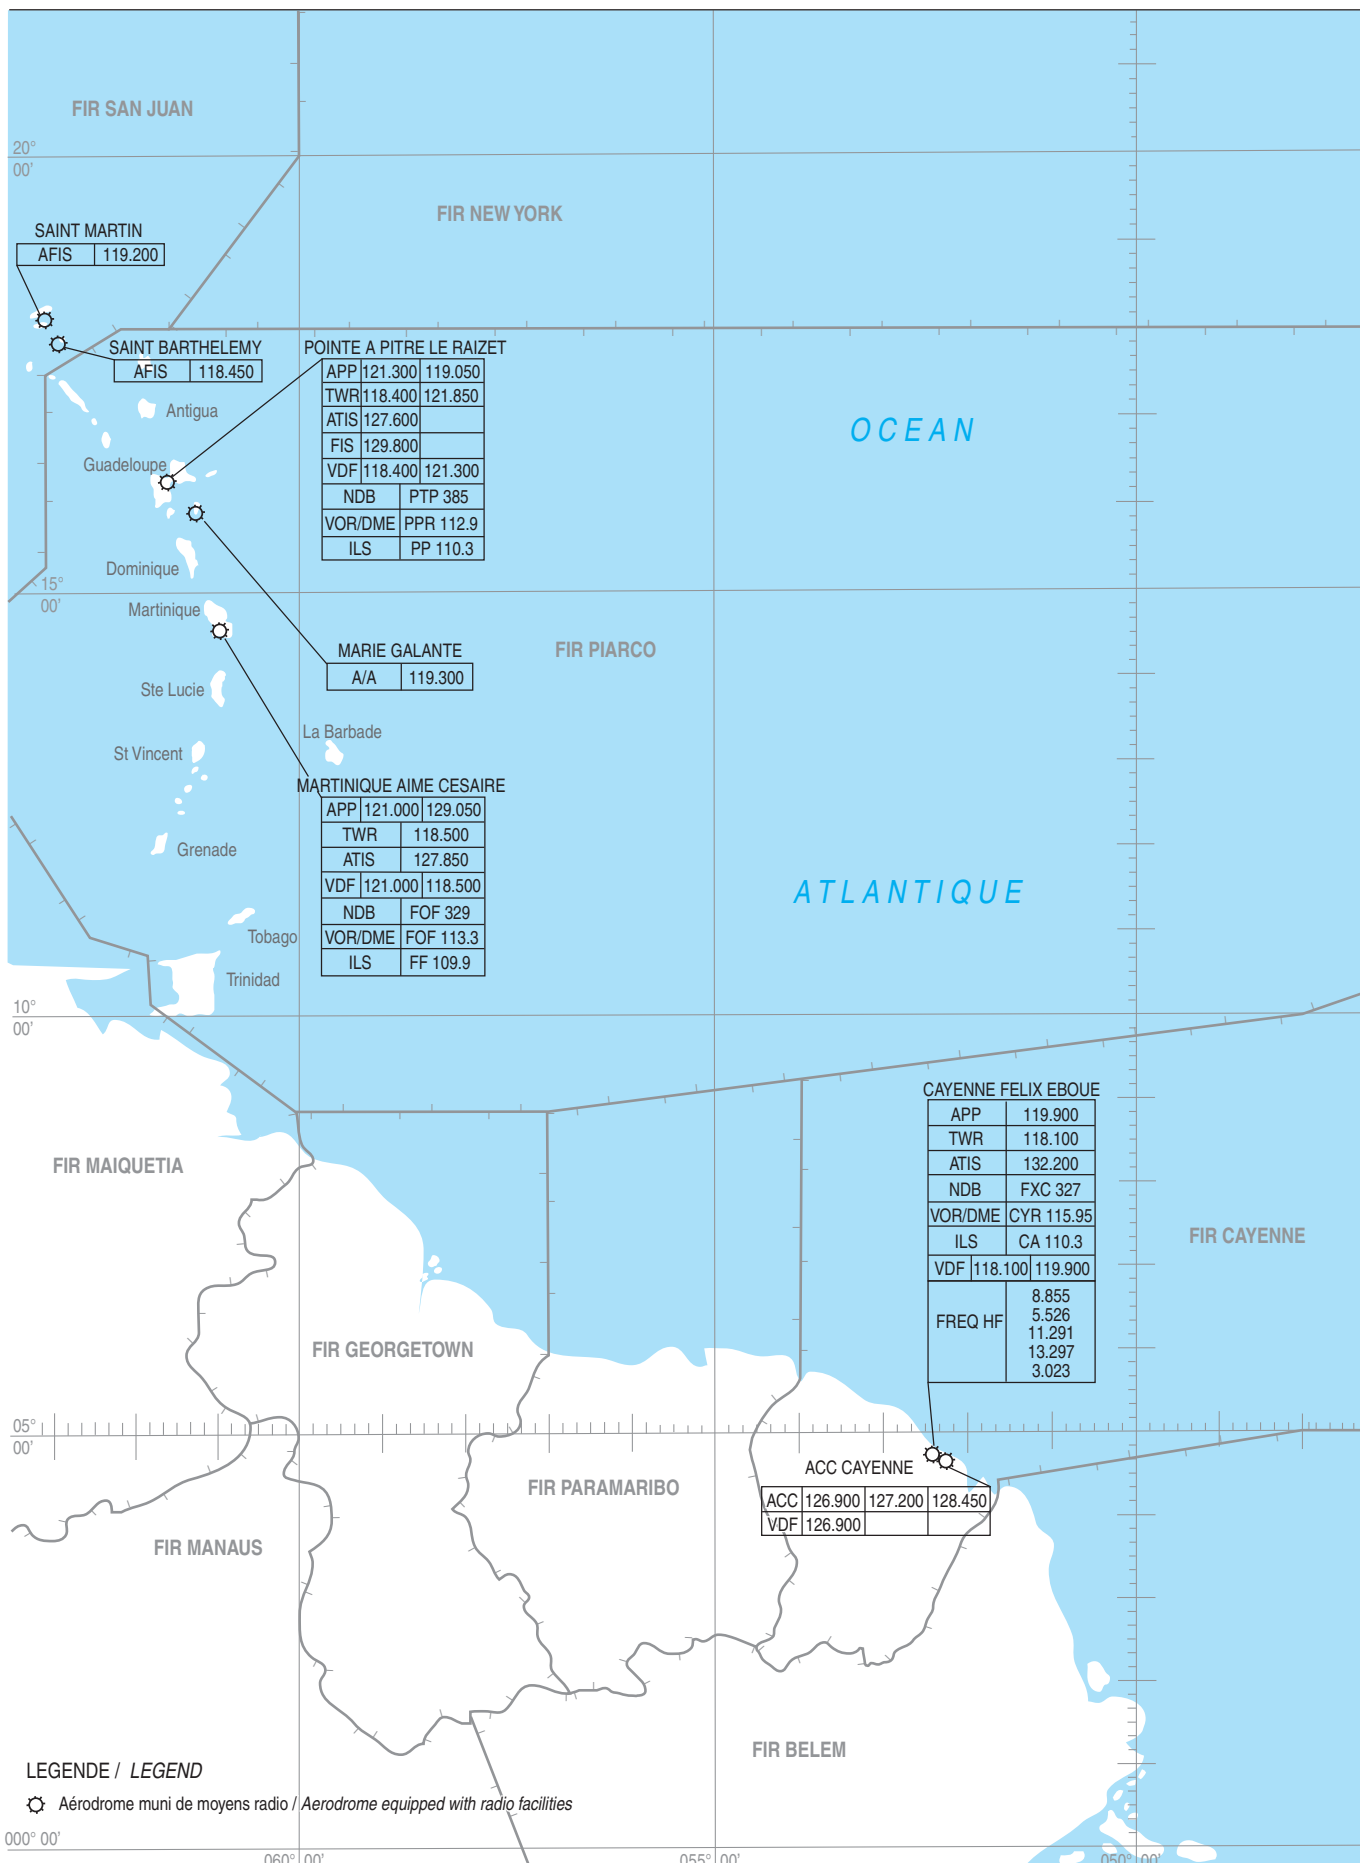 FIR SAN JUAN
20°
00'
FIR NEW YORK
SAINT MARTIN
AFIS 119.200
SAINT BARTHELEMY
AFIS 118.450
POINTE A PITRE LE RAIZET
APP 121.300 119.050
TWR 118.400 121.850
ATIS 127.600
FIS 129.800
VDF 118.400 121.300
NDB PTP 385
VOR/DME PPR 112.9
ILS PP 110.3
Antigua
OCEAN
Guadeloupe
Dominique
15°
00'
Martinique
FIR PIARCO
MARIE GALANTE
A/A 119.300
Ste Lucie
La Barbade
St Vincent
MARTINIQUE AIME CESAIRE
APP 121.000 129.050
TWR 118.500
ATIS 127.850
VDF 121.000 118.500
NDB FOF 329
VOR/DME FOF 113.3
ILS FF 109.9
Grenade
ATLANTIQUE
Tobago
Trinidad
10°
00'
CAYENNE FELIX EBOUE
APP 119.900
TWR 118.100
ATIS 132.200
NDB FXC 327
VOR/DME CYR 115.95
ILS CA 110.3
VDF 118.100 119.900
FREQ HF
8.855
5.526
11.291
13.297
3.023
FIR MAIQUETIA
FIR CAYENNE
FIR GEORGETOWN
05°
00'
ACC CAYENNE
ACC 126.900 127.200 128.450
VDF 126.900
FIR PARAMARIBO
FIR MANAUS
FIR BELEM
LEGENDE / LEGEND
Aérodrome muni de moyens radio / Aerodrome equipped with radio facilities
000° 00'
060° 00'
055° 00'
050° 00'